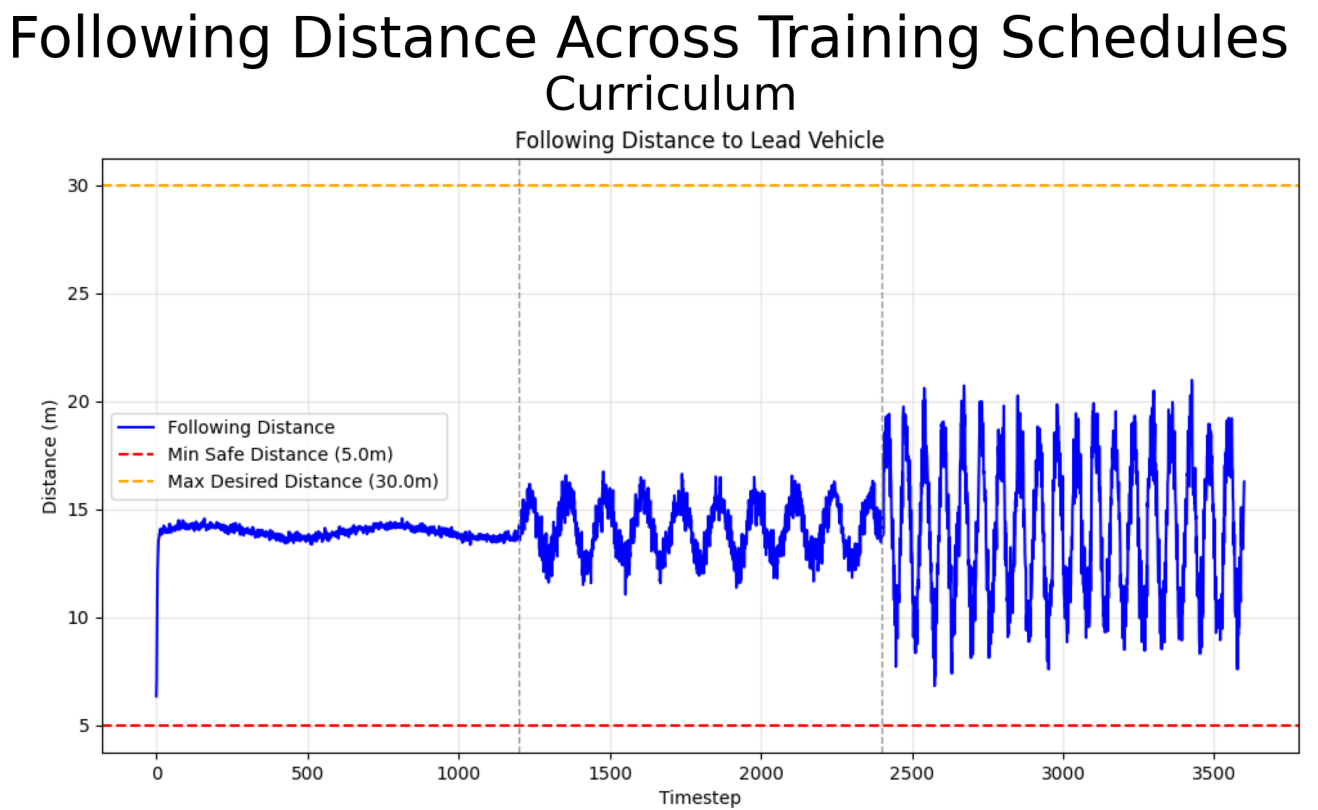 Following Distance Across Training Schedules
Curriculum
Following Distance to Lead Vehicle
30
25
20
15
10
5
Distance (m)
Following Distance
Min Safe Distance (5.0m)
Max Desired Distance (30.0m)
0 500 1000 1500 2000 2500 3000 3500
Timestep